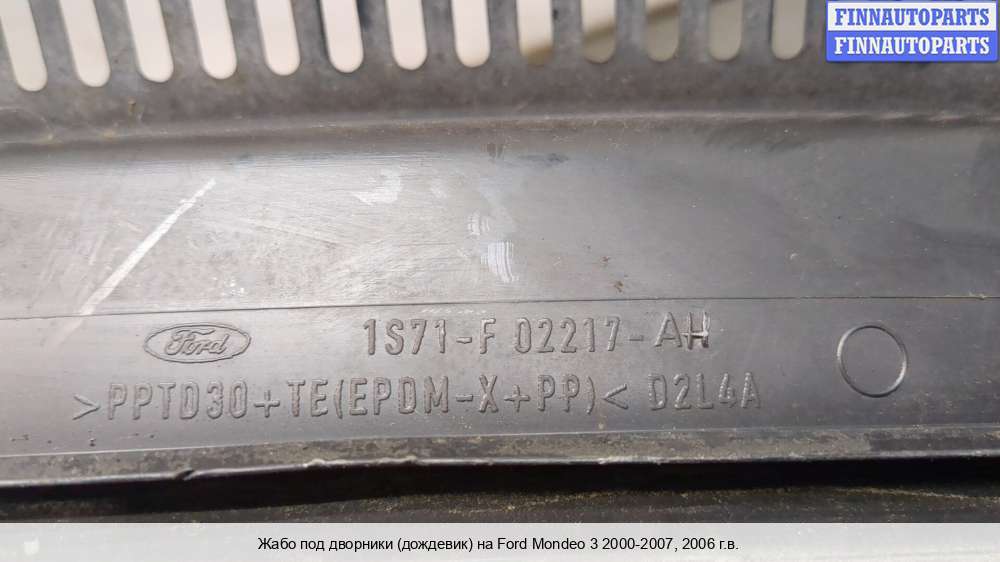 FINNAUTOPARTS
FINNAUTOPARTS
Ford
1S71-F 02217-AH
>PPTD30+TE(EPDM-X+PP)< D2L4A
Жабо под дворники (дождевик) на Ford Mondeo 3 2000-2007, 2006 г.в.